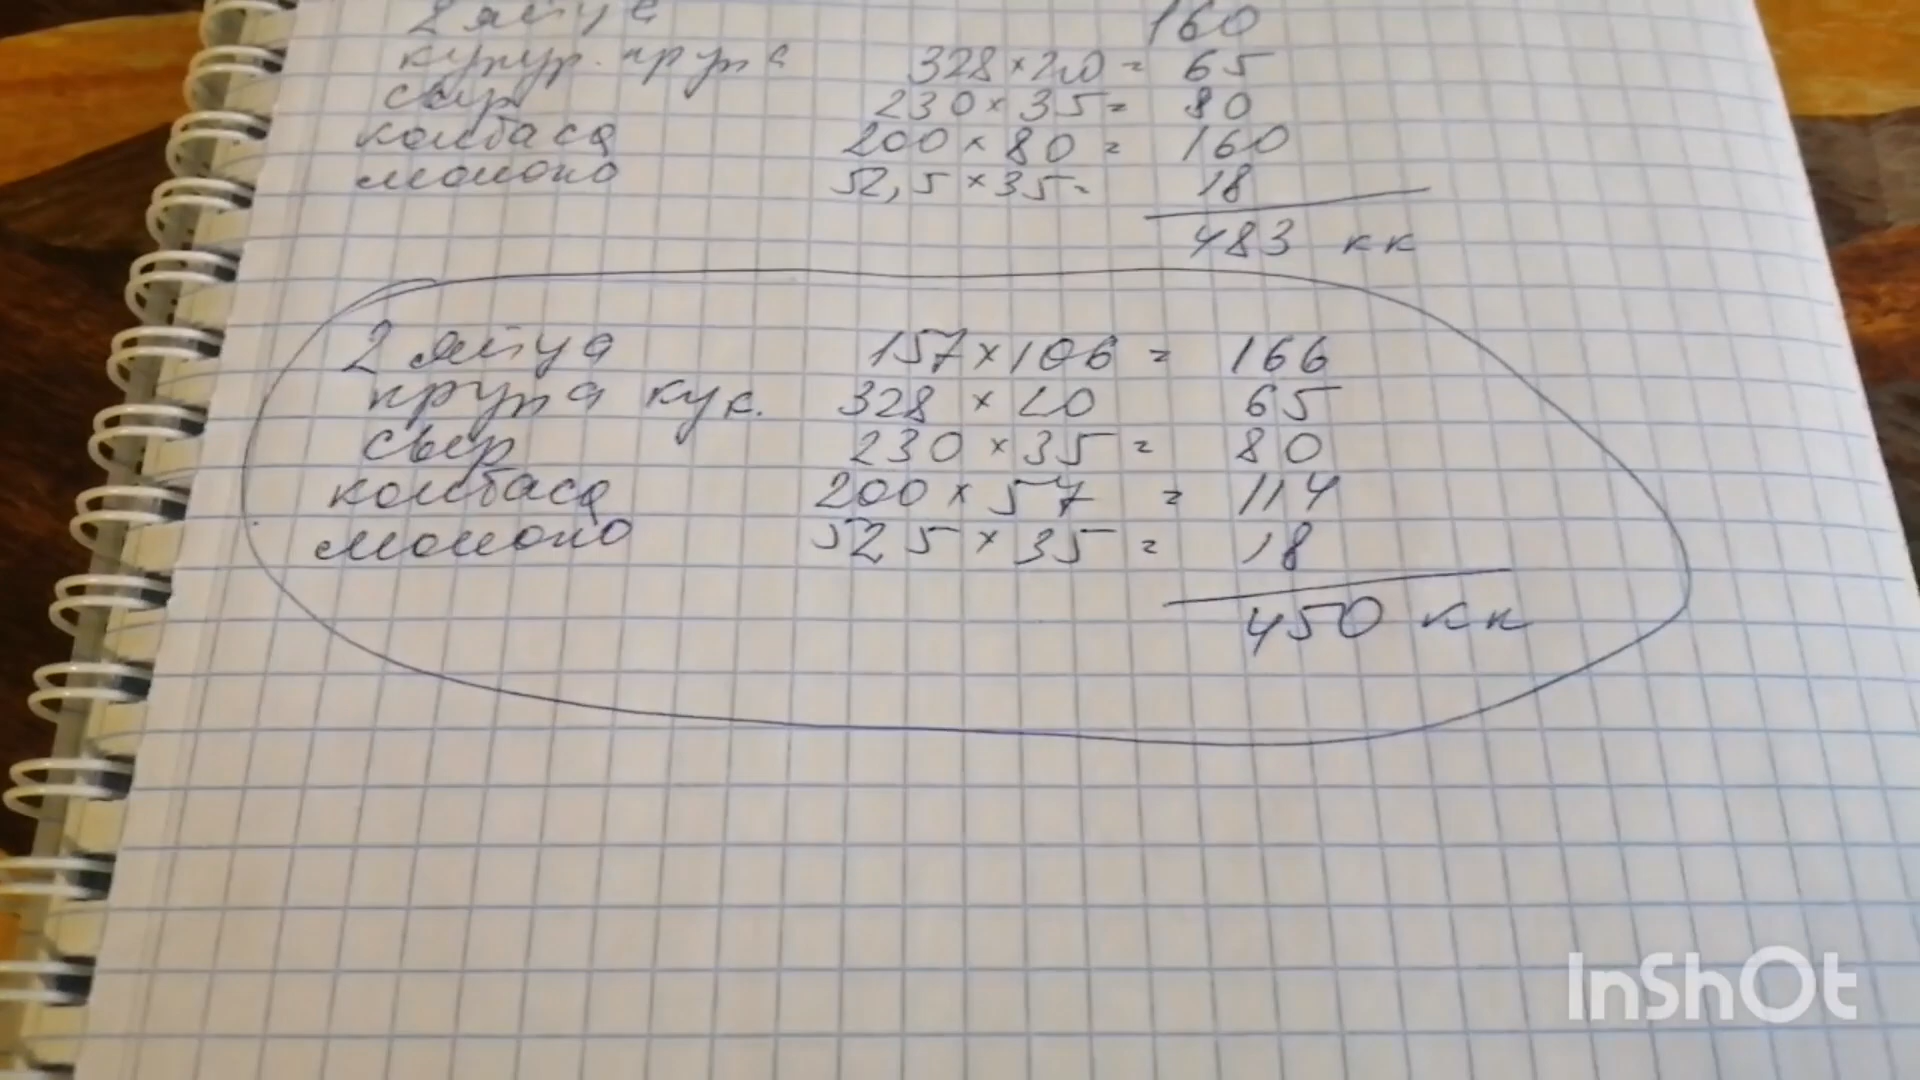 2 яйца 160
кукур. крупа 328 × 20 = 65
сыр 230 × 35 = 80
колбаса 200 × 80 = 160
молоко 52,5 × 35 = 18
483 кк
2 яйца 157 × 106 = 166
крупа кук. 328 × 20 65
сыр 230 × 35 = 80
колбаса 200 × 57 = 114
молоко 52 5 × 35 = 18
450 кк
InShOt